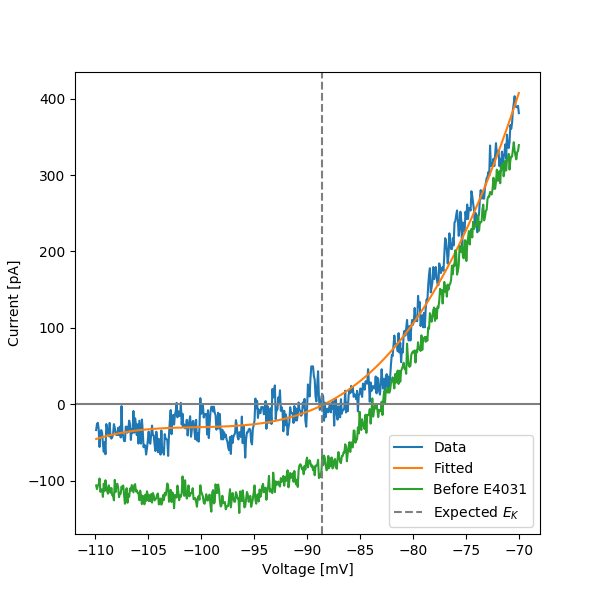 400
300
200
100
0
−100
Current [pA]
−110
−105
−100
−95
−90
−85
−80
−75
−70
Voltage [mV]
Data
Fitted
Before E4031
Expected E_K